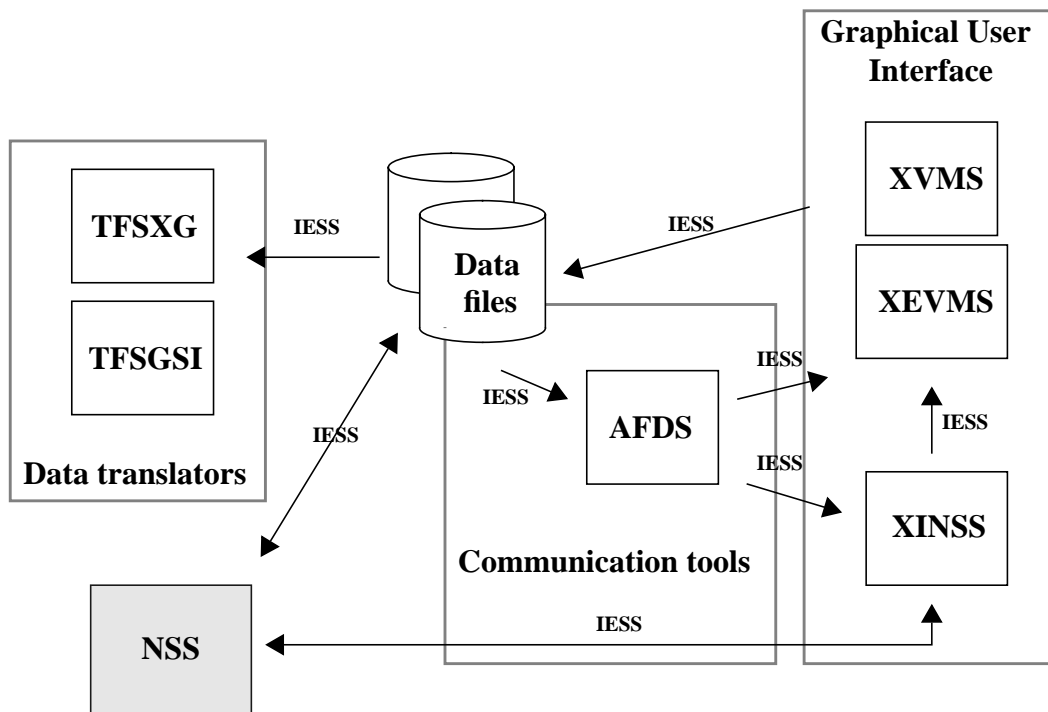 Graphical User
Interface
XVMS
XEVMS
XINSS
TFSXG
TFSGSI
Data translators
IESS
Data
files
IESS
IESS
IESS
IESS
IESS
IESS
AFDS
Communication tools
IESS
NSS